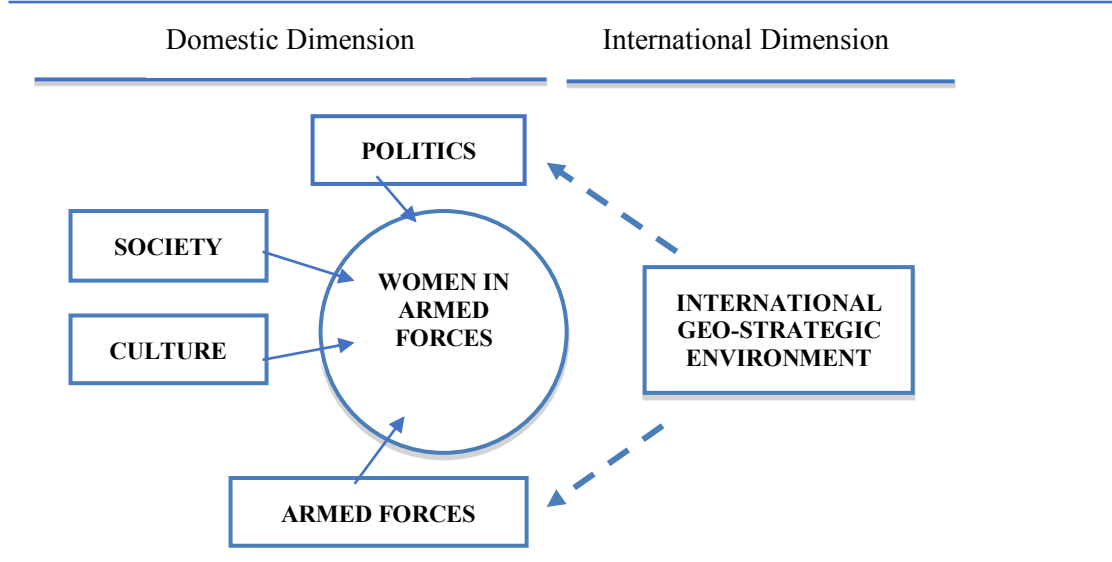 Domestic Dimension
International Dimension
POLITICS
SOCIETY
WOMEN IN
ARMED
FORCES
CULTURE
INTERNATIONAL
GEO-STRATEGIC
ENVIRONMENT
ARMED FORCES